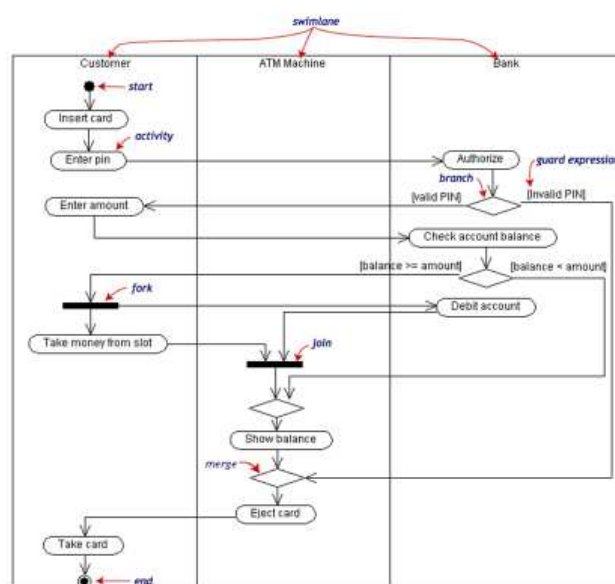 swimlane
Customer
ATM Machine
Bank
start
Insert card
activity
Enter pin
Authorize
guard expression
branch
[valid PIN]
[Invalid PIN]
Enter amount
Check account balance
[balance >= amount]
[balance < amount]
fork
Debit account
Take money from slot
join
Show balance
merge
Eject card
Take card
end